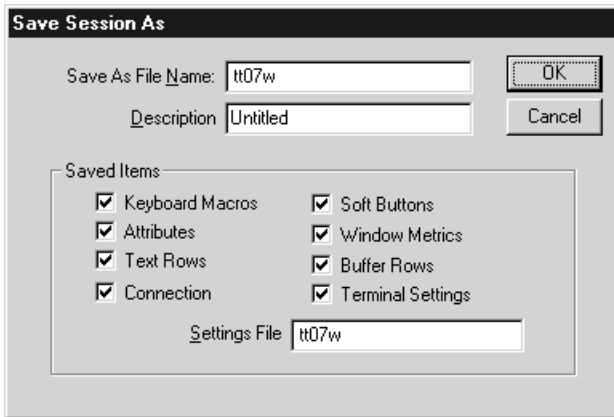 Save Session As
Save As File Name: tt07w
OK
Description Untitled
Cancel
Saved Items
Keyboard Macros
Soft Buttons
Attributes
Window Metrics
Text Rows
Buffer Rows
Connection
Terminal Settings
Settings File tt07w